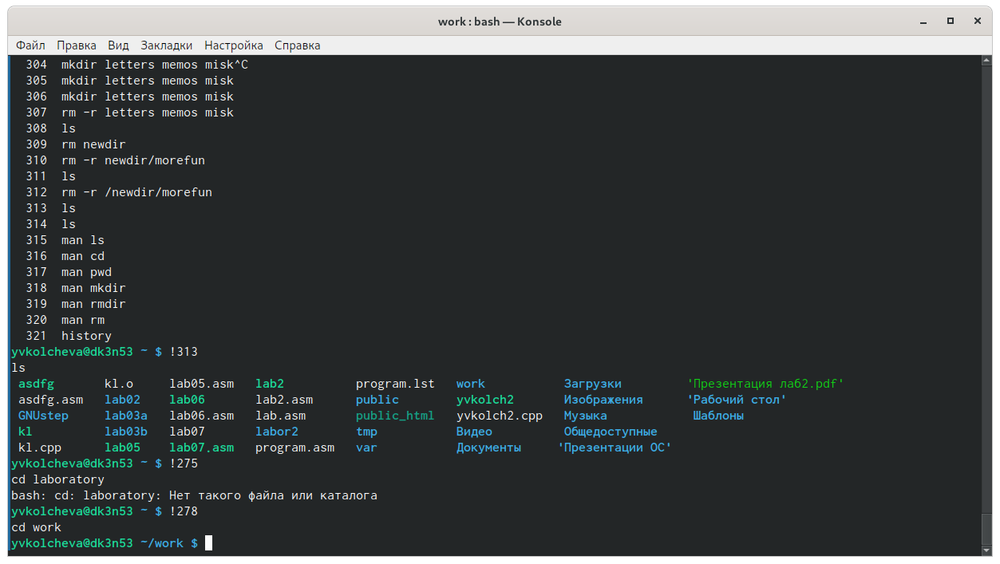 work : bash — Konsole
Файл Правка Вид Закладки Настройка Справка
304 mkdir letters memos misk^C
305 mkdir letters memos misk
306 mkdir letters memos misk
307 rm -r letters memos misk
308 ls
309 rm newdir
310 rm -r newdir/morefun
311 ls
312 rm -r /newdir/morefun
313 ls
314 ls
315 man ls
316 man cd
317 man pwd
318 man mkdir
319 man rmdir
320 man rm
321 history
yvkolcheva@dk3n53 ~ $ !313
ls
asdfg kl.o lab05.asm lab2 program.lst work Загрузки 'Презентация лаб2.pdf'
asdfg.asm lab02 lab06 lab2.asm public yvkolch2 Изображения 'Рабочий стол'
GNUstep lab03a lab06.asm lab.asm public_html yvkolch2.cpp Музыка Шаблоны
kl lab03b lab07 labor2 tmp Видео Общедоступные
kl.cpp lab05 lab07.asm program.asm var Документы 'Презентации ОС'
yvkolcheva@dk3n53 ~ $ !275
cd laboratory
bash: cd: laboratory: Нет такого файла или каталога
yvkolcheva@dk3n53 ~ $ !278
cd work
yvkolcheva@dk3n53 ~/work $